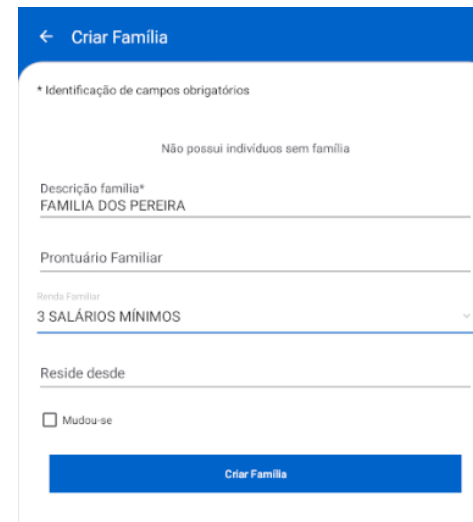 Criar Família
* Identificação de campos obrigatórios
Não possui indivíduos sem família
Descrição família*
FAMILIA DOS PEREIRA
Prontuário Familiar
Renda Familiar
3 SALÁRIOS MÍNIMOS
Reside desde
Mudou-se
Criar Família